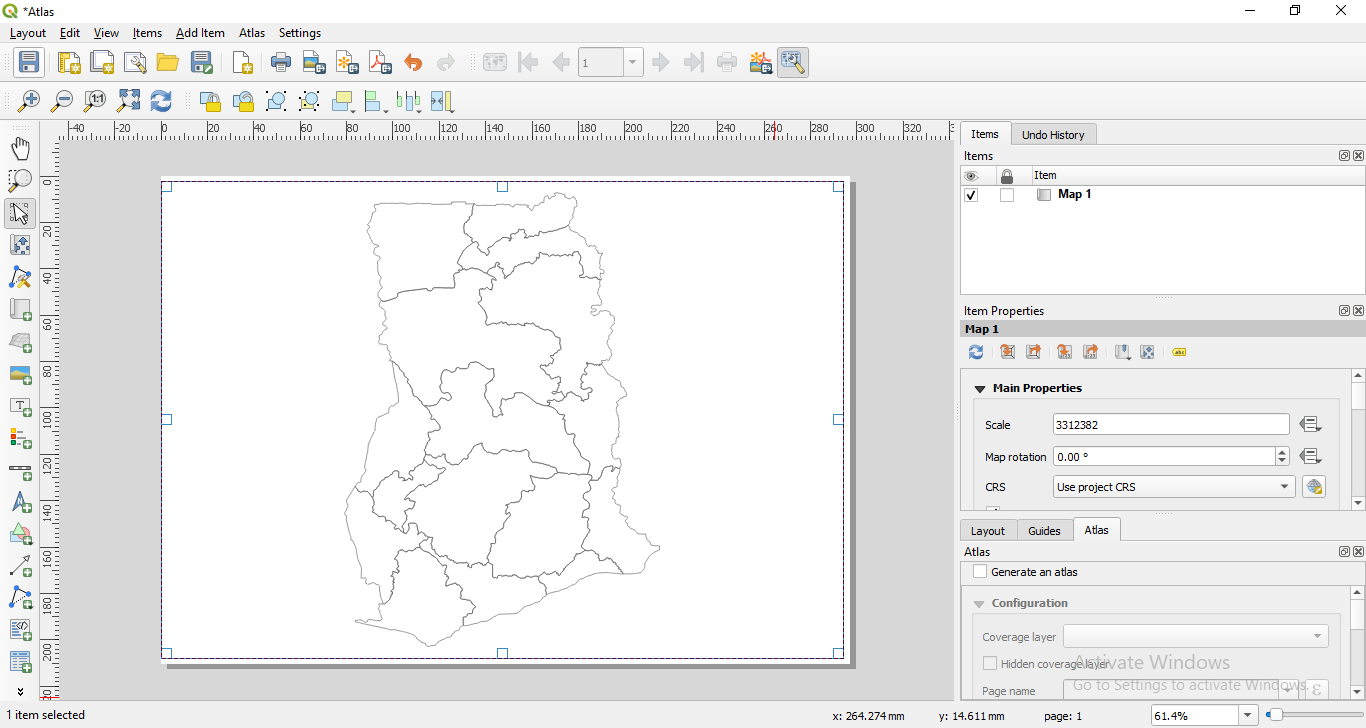 *Atlas
Layout Edit View Items Add Item Atlas Settings
1
-40 -20 0 20 40 60 80 100 120 140 160 180 200 220 240 260 280 300 320
Items Undo History
Items
Item
Map 1
Item Properties
Map 1
Main Properties
Scale 3312382
Map rotation 0.00 °
CRS Use project CRS
Layout Guides Atlas
Atlas
Generate an atlas
Configuration
Coverage layer
Hidden coverage layer
Activate Windows
Page name
Go to Settings to activate Windows.
0
20
40
60
80
100
120
140
160
180
200
1 item selected x: 264.274 mm y: 14.611 mm page: 1 61.4%